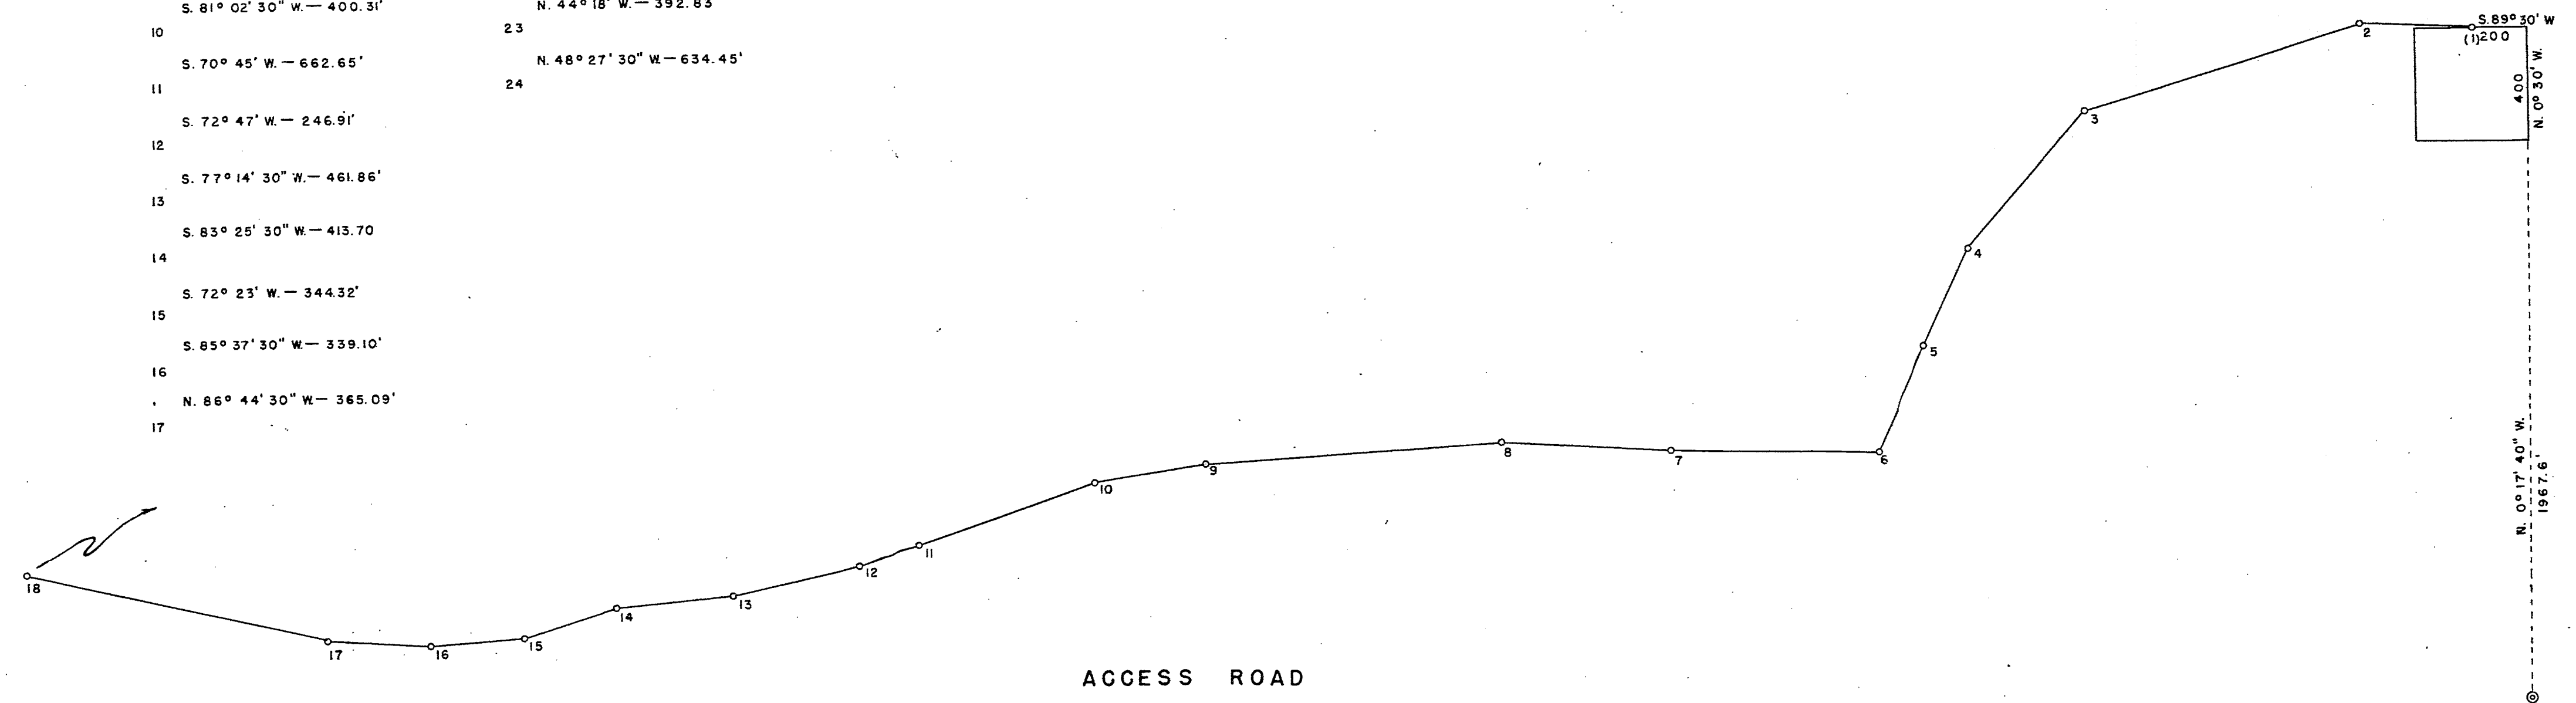 S. 81° 02' 30" W. — 400.31'
10
S. 70° 45' W. — 662.65'
11
S. 72° 47' W. — 246.91'
12
S. 77° 14' 30" W. — 461.86'
13
S. 83° 25' 30" W. — 413.70
14
S. 72° 23' W. — 344.32'
15
S. 85° 37' 30" W. — 339.10'
16
N. 86° 44' 30" W — 365.09'
17
N. 44° 18' W. — 392.83
23
N. 48° 27' 30" W. — 634.45'
24
S. 89° 30' W
(1) 200
400
N. 0° 30' W.
2
3
4
5
6
7
8
9
10
11
12
13
14
15
16
17
18
N. 0° 17' 40" W.
1967.6'
ACCESS ROAD